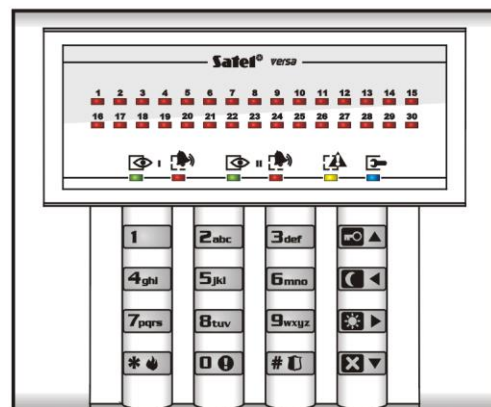 Satel® versa
1 2 3 4 5 6 7 8 9 10 11 12 13 14 15
16 17 18 19 20 21 22 23 24 25 26 27 28 29 30
I II
1 2abc 3def
4ghi 5jkl 6mno
7pqrs 8tuv 9wxyz
* 0 #